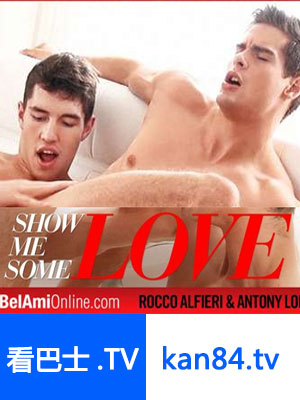 SHOW
ME
SOME
LOVE
BelAmiOnline.com
ROCCO ALFIERI & ANTONY
看巴士.TV
kan84.tv